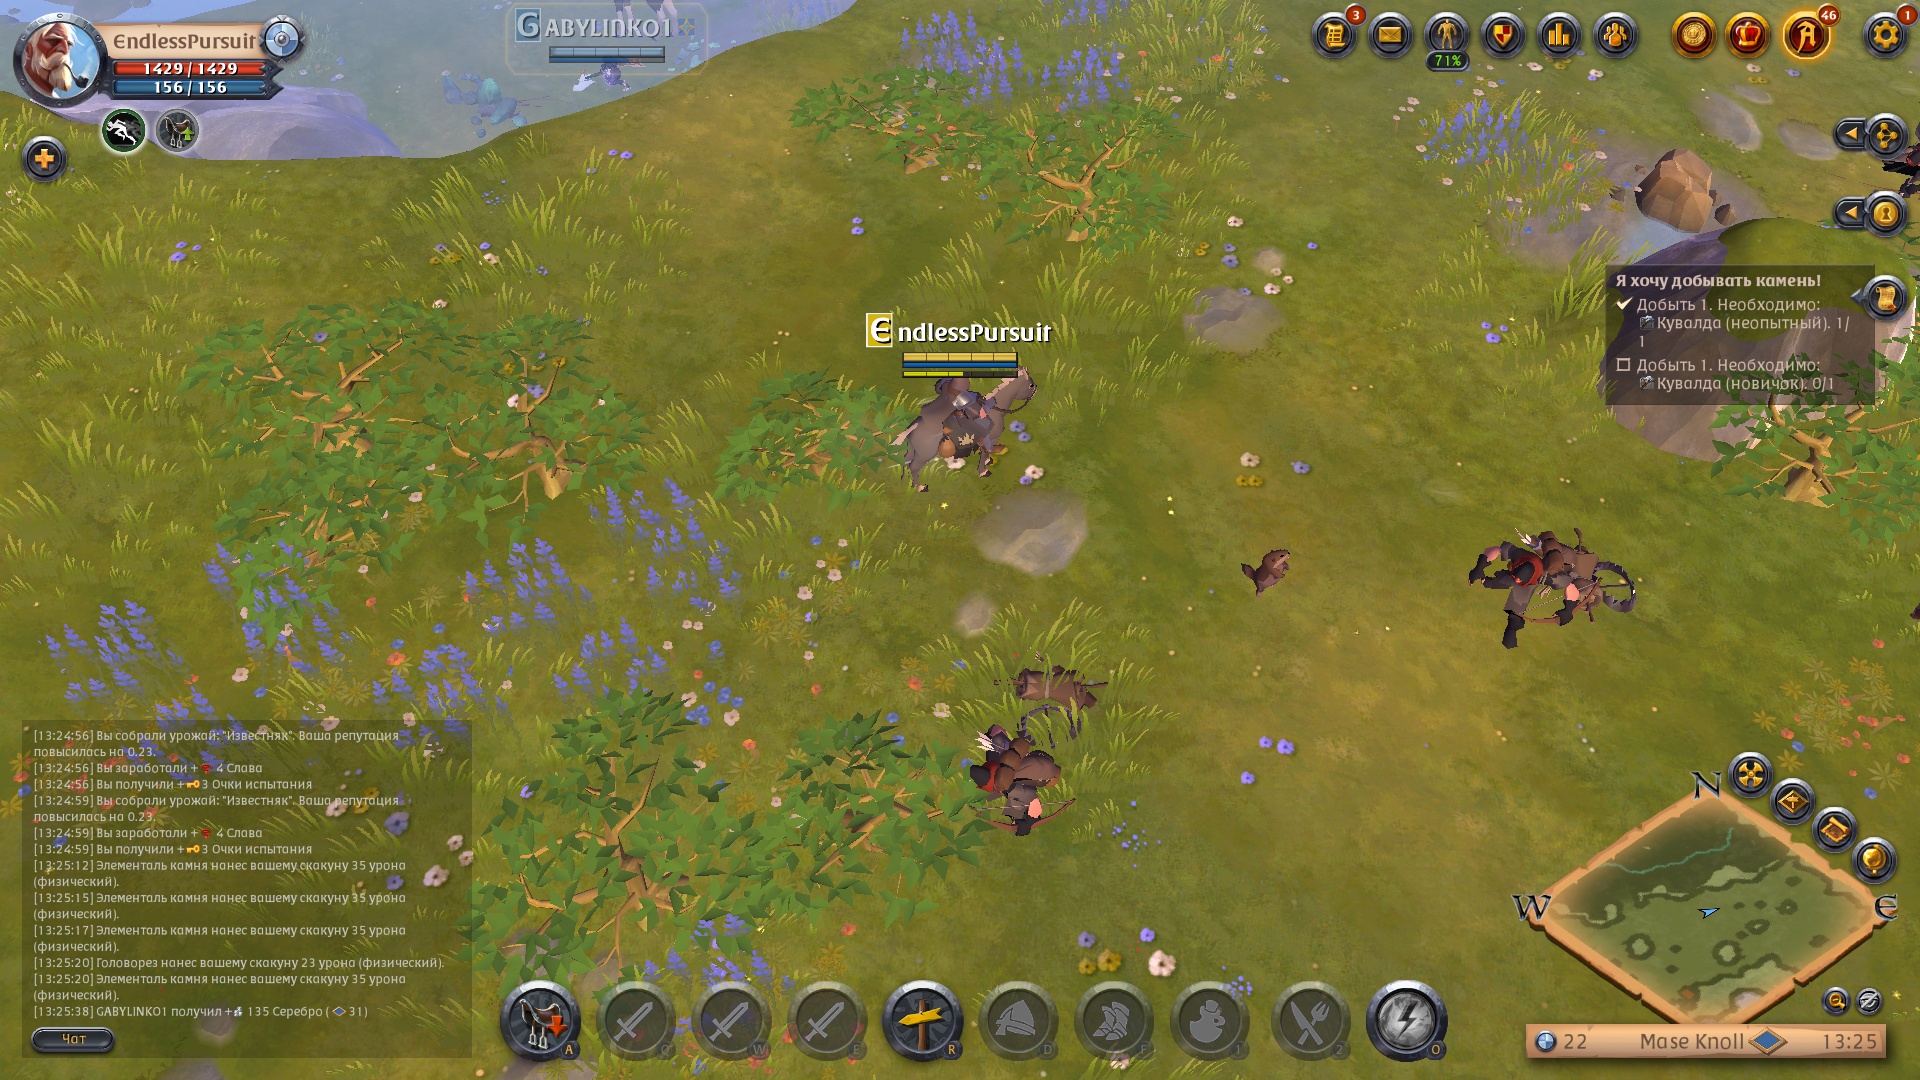 EndlessPursuit
1429 / 1429
156 / 156
GABYLINKO1
3
71%
46
1
EndlessPursuit
Я хочу добывать камень!
Добыть 1. Необходимо:
Кувалда (неопытный). 1/
1
Добыть 1. Необходимо:
Кувалда (новичок). 0/1
[13:24:56] Вы собрали урожай: "Известняк". Ваша репутация
повысилась на 0.23.
[13:24:56] Вы заработали + 4 Слава
[13:24:56] Вы получили + 3 Очки испытания
[13:24:59] Вы собрали урожай: "Известняк". Ваша репутация
повысилась на 0.23.
[13:24:59] Вы заработали + 4 Слава
[13:24:59] Вы получили + 3 Очки испытания
[13:25:12] Элементаль камня нанес вашему скакуну 35 урона
(физический).
[13:25:15] Элементаль камня нанес вашему скакуну 35 урона
(физический).
[13:25:17] Элементаль камня нанес вашему скакуну 35 урона
(физический).
[13:25:20] Головорез нанес вашему скакуну 23 урона (физический).
[13:25:20] Элементаль камня нанес вашему скакуну 35 урона
(физический).
[13:25:38] GABYLINKO1 получил + 135 Серебро ( 31)
Чат
A
Q
W
E
R
D
F
1
2
O
N
W
E
22 Mase Knoll 13:25